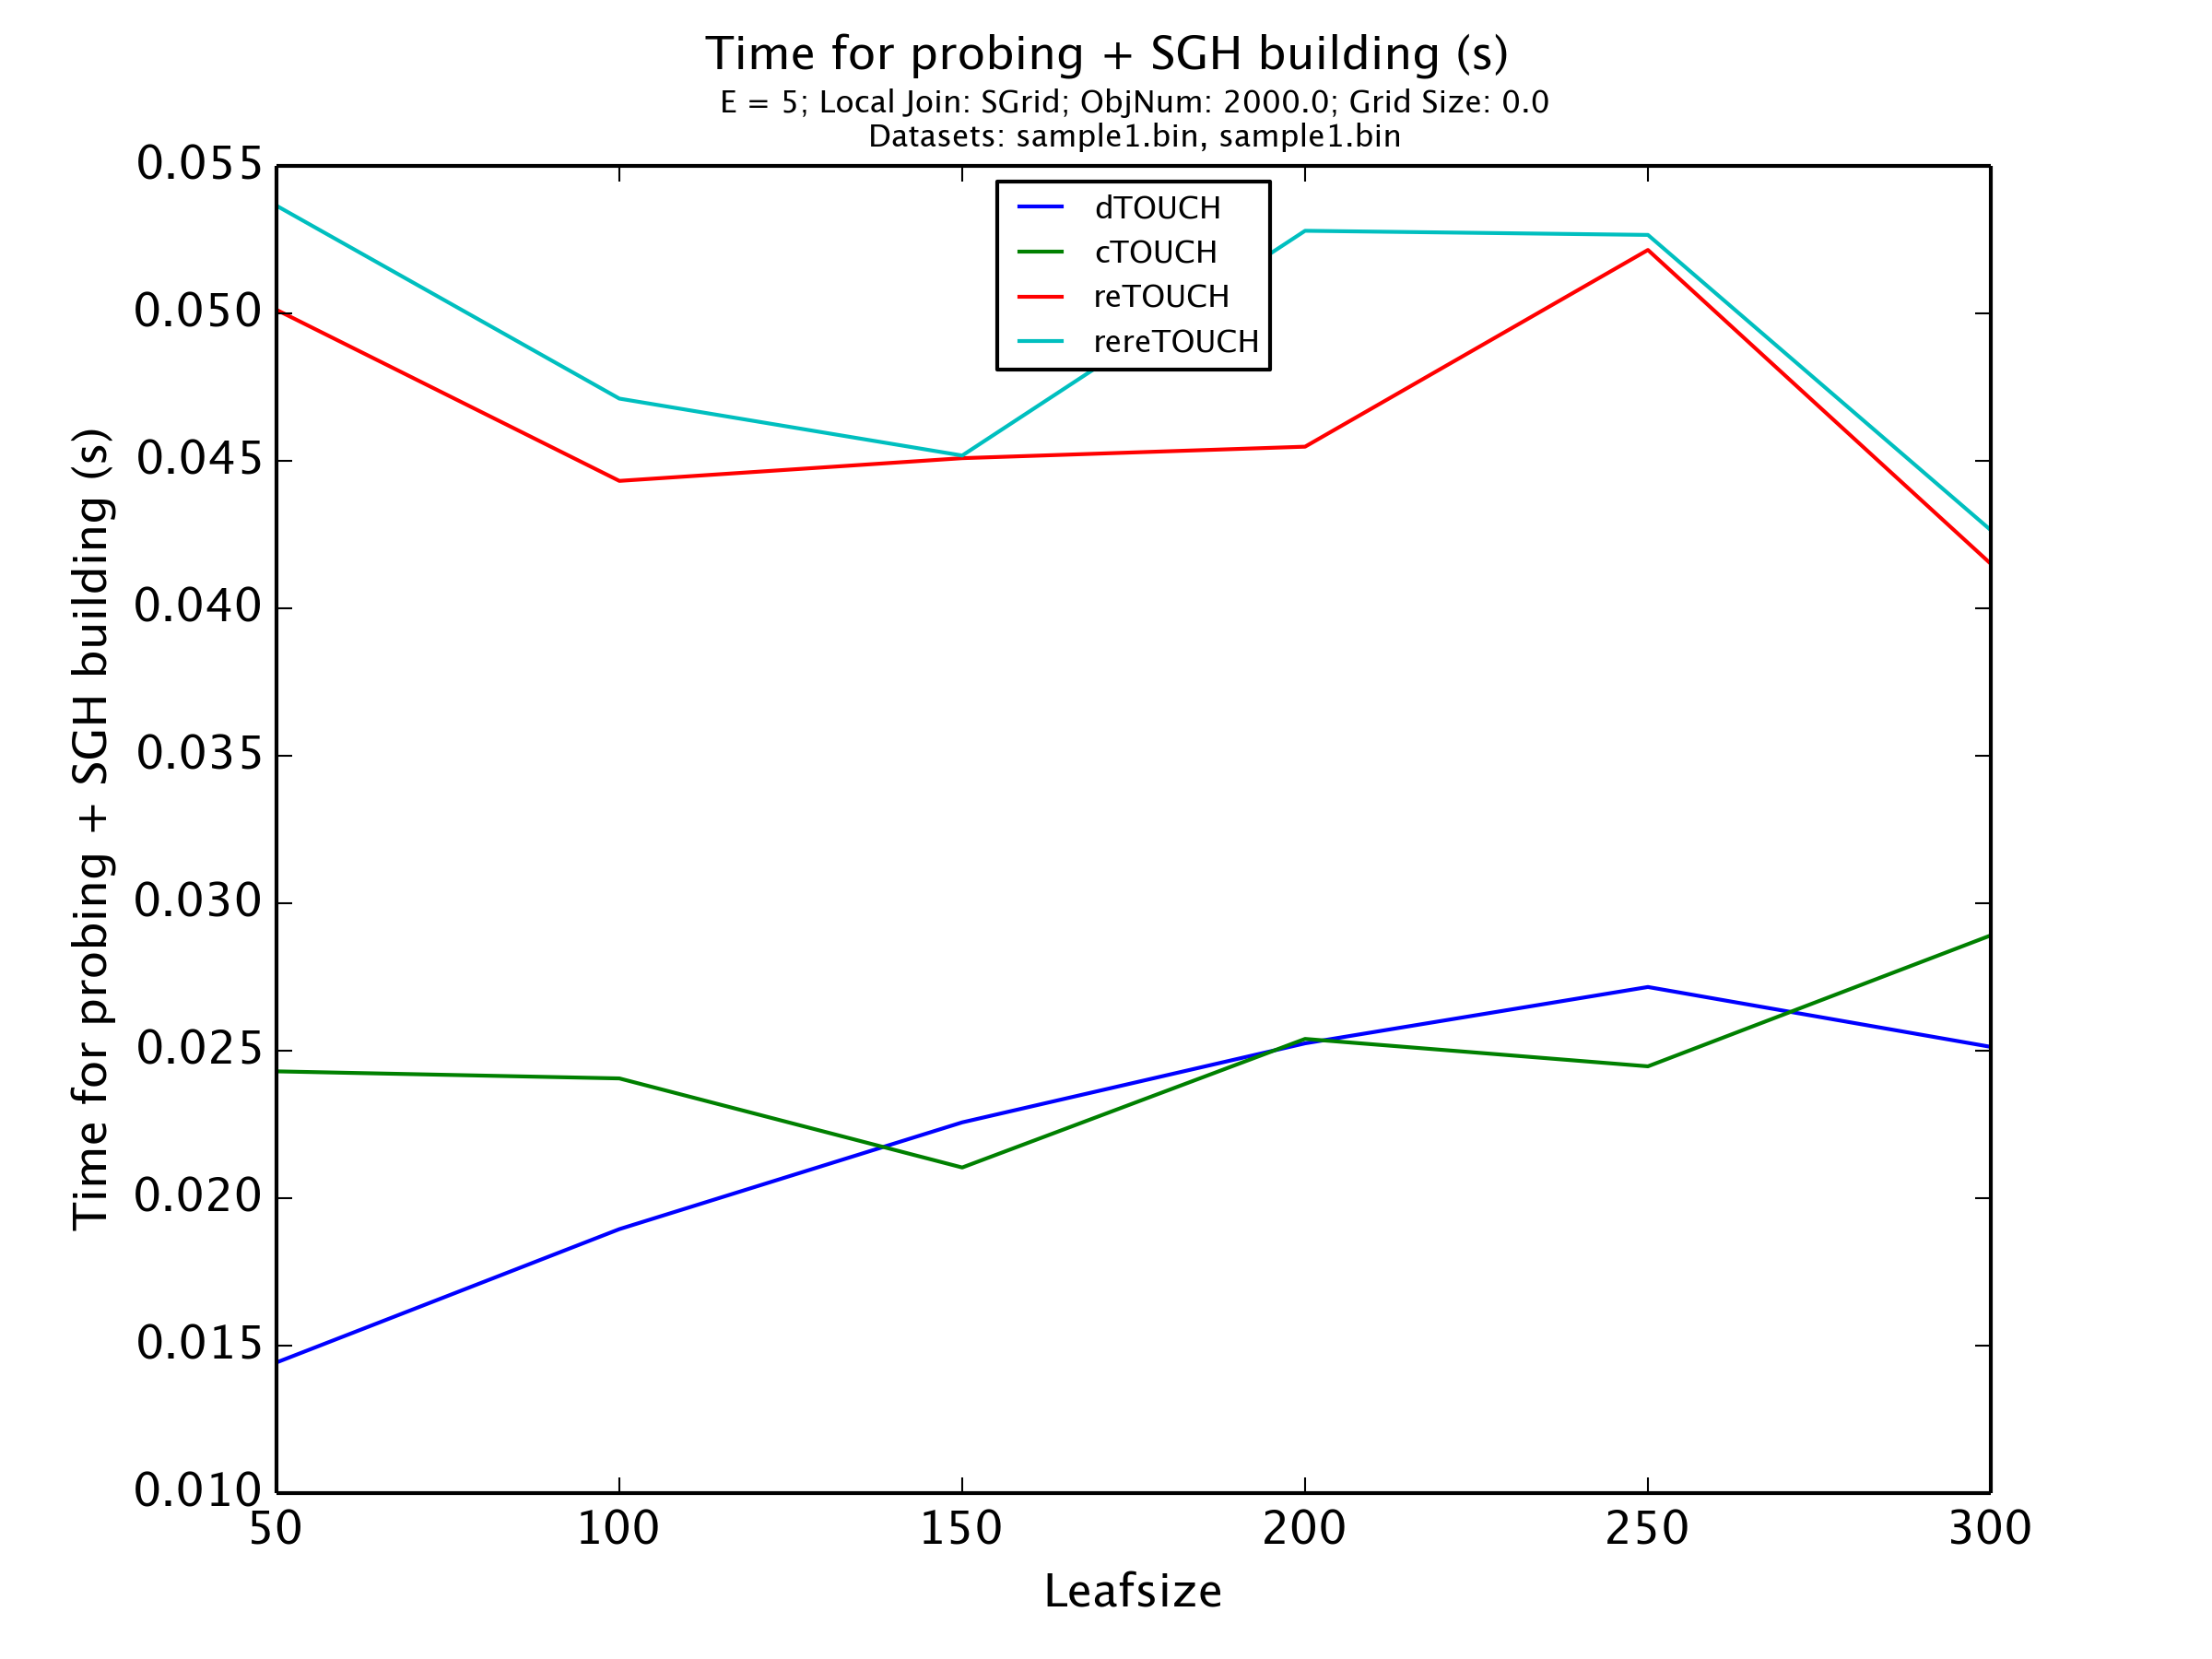 Time for probing + SGH building (s)
E = 5; Local Join: SGrid; ObjNum: 2000.0; Grid Size: 0.0
Datasets: sample1.bin, sample1.bin
dTOUCH
cTOUCH
reTOUCH
rereTOUCH
Time for probing + SGH building (s)
0.055
0.050
0.045
0.040
0.035
0.030
0.025
0.020
0.015
0.010
50 100 150 200 250 300
Leafsize